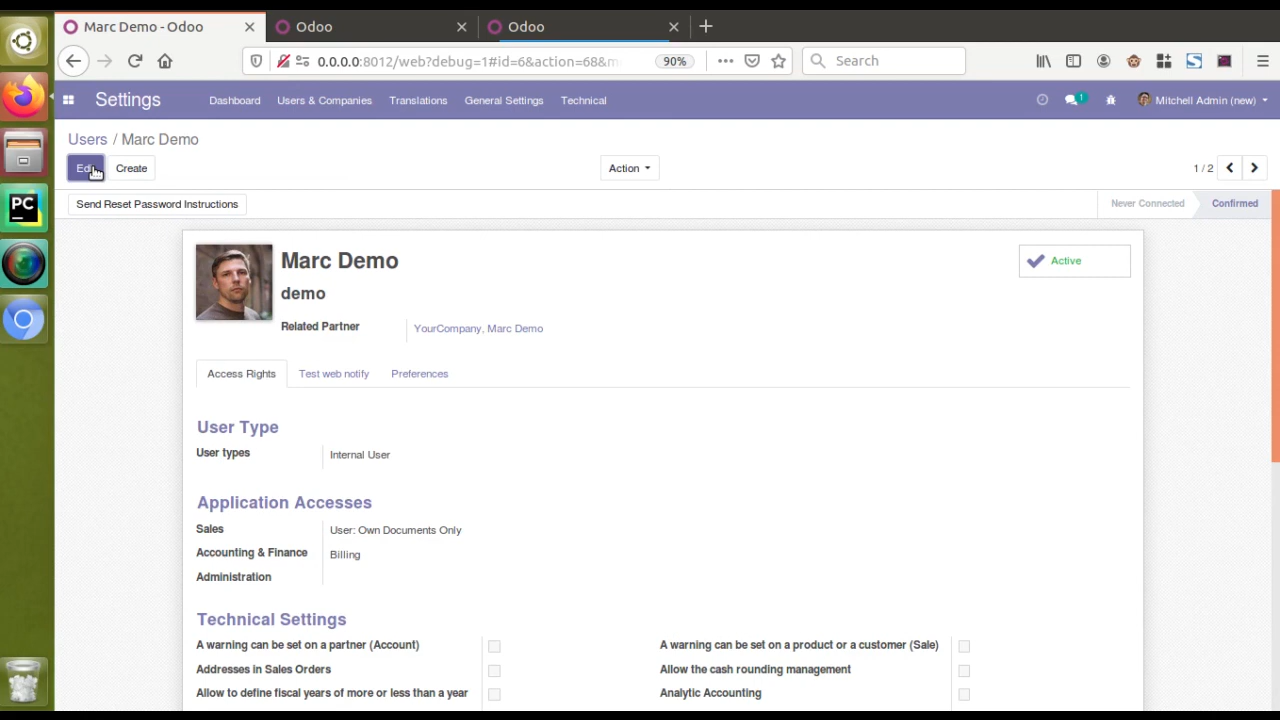 Marc Demo - Odoo
Odoo
Odoo
0.0.0.0:8012/web?debug=1#id=6&action=68&m
90%
Search
Settings
Dashboard
Users & Companies
Translations
General Settings
Technical
1
Mitchell Admin (new)
Users / Marc Demo
Edit
Create
Action
1 / 2
Send Reset Password Instructions
Never Connected
Confirmed
Marc Demo
Active
demo
Related Partner
YourCompany, Marc Demo
Access Rights
Test web notify
Preferences
User Type
User types
Internal User
Application Accesses
Sales
User: Own Documents Only
Accounting & Finance
Billing
Administration
Technical Settings
A warning can be set on a partner (Account)
A warning can be set on a product or a customer (Sale)
Addresses in Sales Orders
Allow the cash rounding management
Allow to define fiscal years of more or less than a year
Analytic Accounting
PC